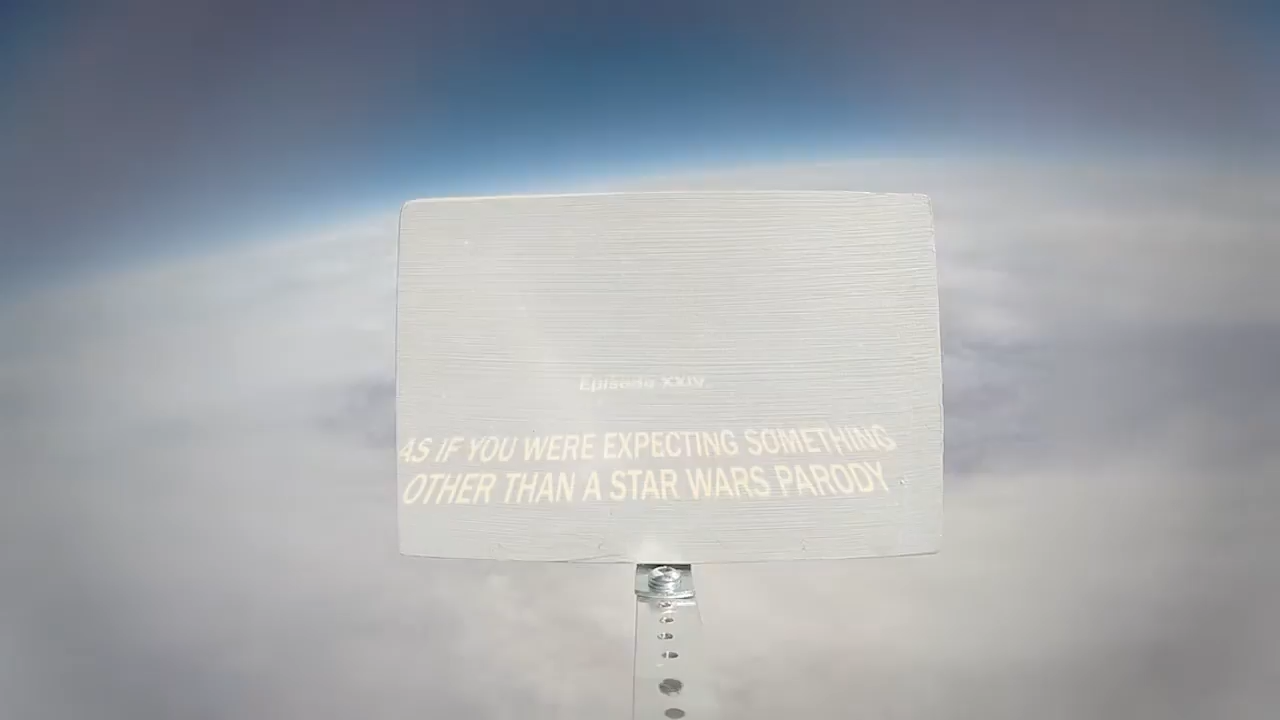 Episode XXIV
AS IF YOU WERE EXPECTING SOMETHING
OTHER THAN A STAR WARS PARODY